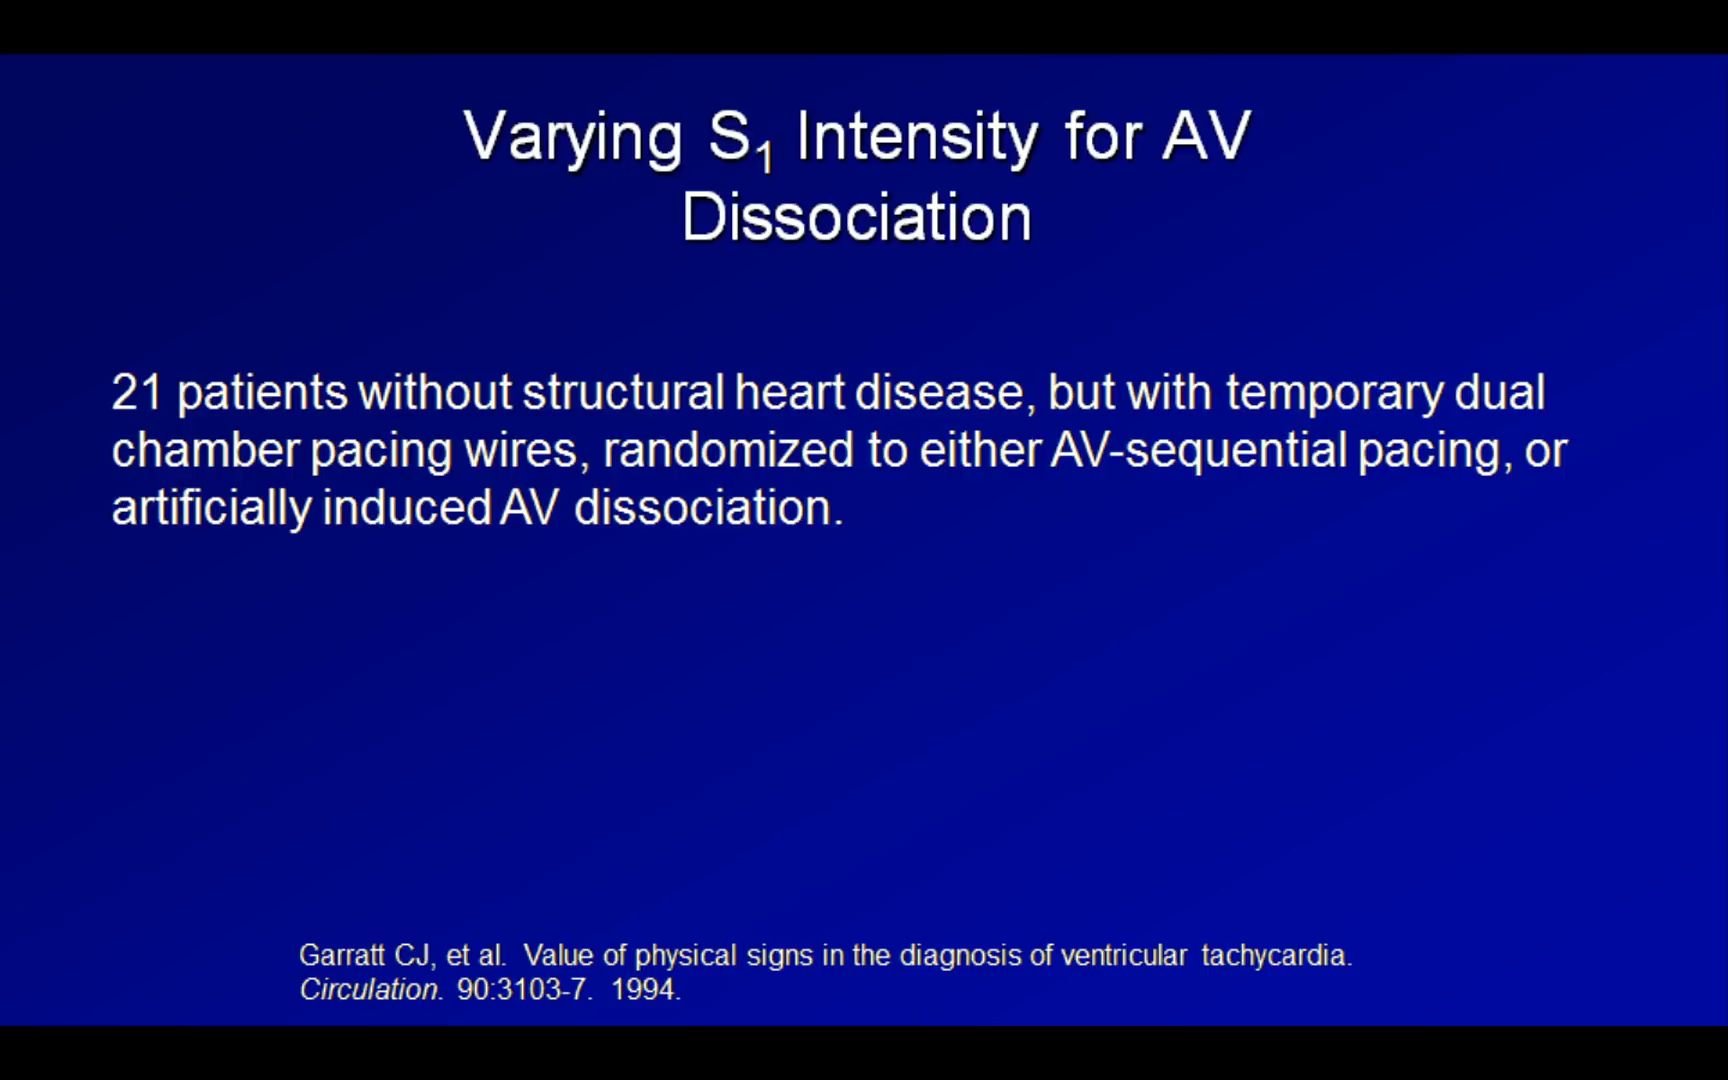 Varying S₁ Intensity for AV
Dissociation
21 patients without structural heart disease, but with temporary dual
chamber pacing wires, randomized to either AV-sequential pacing, or
artificially induced AV dissociation.
Garratt CJ, et al. Value of physical signs in the diagnosis of ventricular tachycardia.
Circulation. 90:3103-7. 1994.